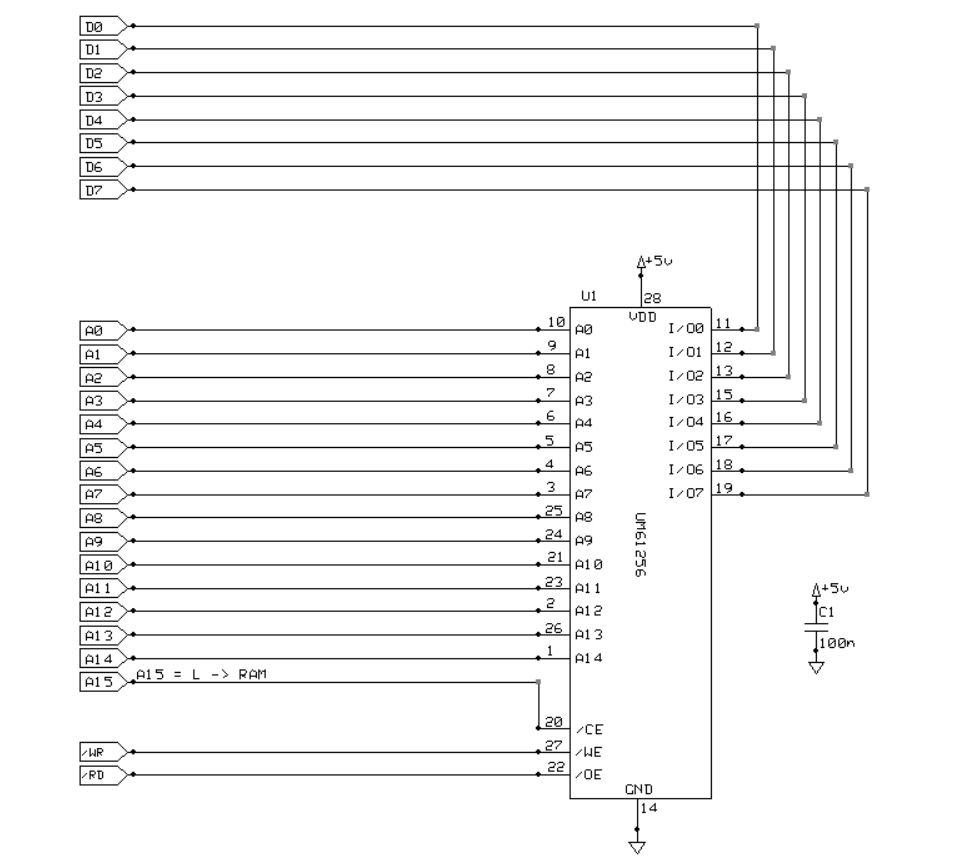 D0
D1
D2
D3
D4
D5
D6
D7
+5v
U1
28
VDD
A0 10 A0 I/O0 11
A1 9 A1 I/O1 12
A2 8 A2 I/O2 13
A3 7 A3 I/O3 15
A4 6 A4 I/O4 16
A5 5 A5 I/O5 17
A6 4 A6 I/O6 18
A7 3 A7 I/O7 19
A8 25 A8
A9 24 A9
A10 21 A10
A11 23 A11
A12 2 A12
A13 26 A13
A14 1 A14
UM61256
+5v
C1
100n
A15 A15 = L -> RAM
20 /CE
/WR 27 /WE
/RD 22 /OE
GND
14